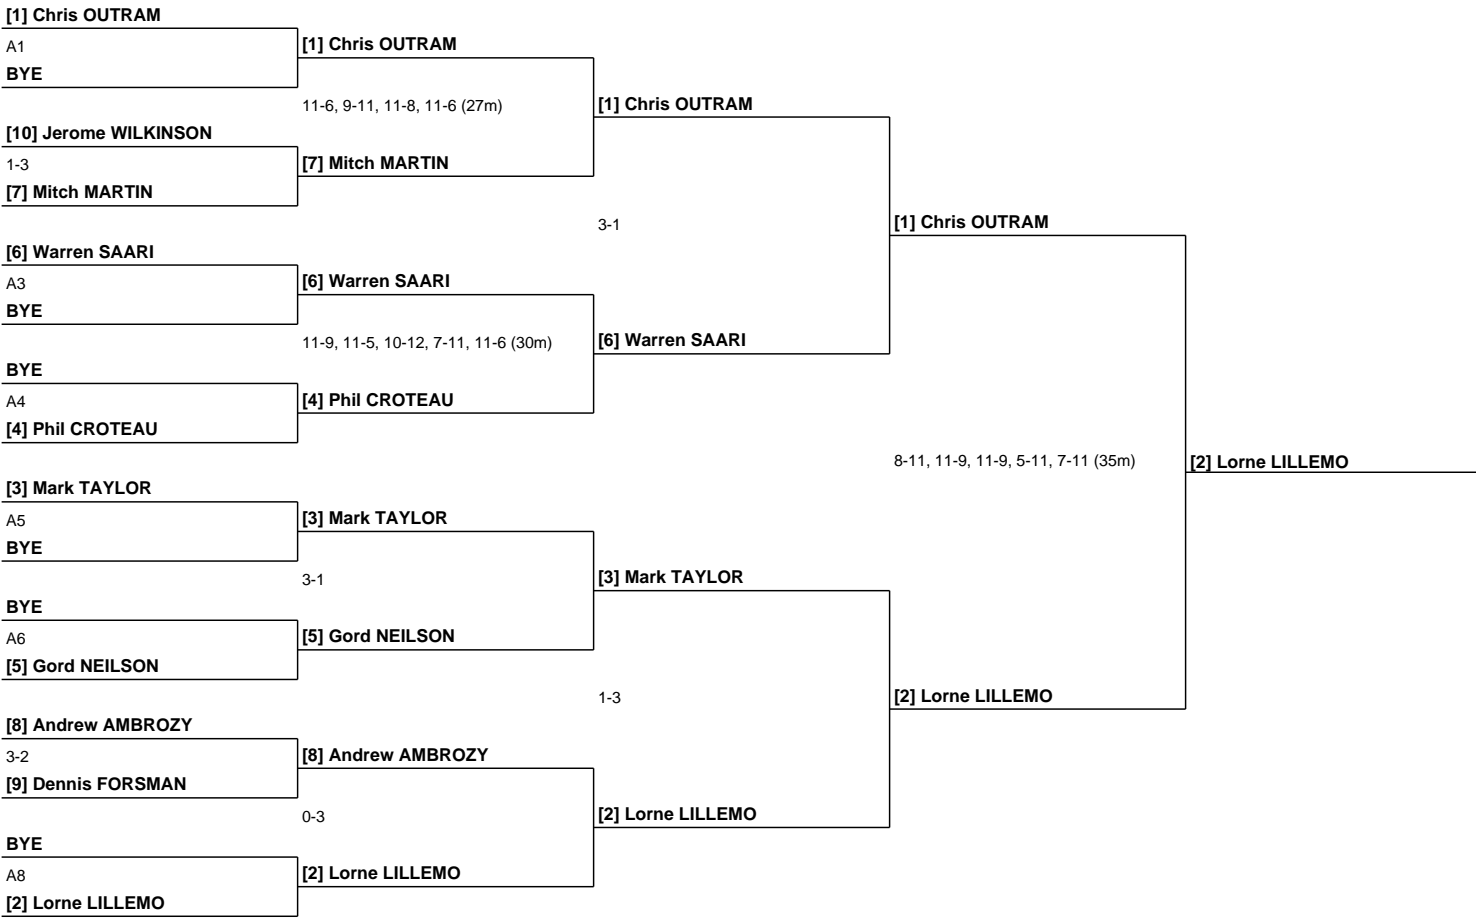 [1] Chris OUTRAM
A1
BYE
[10] Jerome WILKINSON
1-3
[7] Mitch MARTIN
[6] Warren SAARI
A3
BYE
BYE
A4
[4] Phil CROTEAU
[3] Mark TAYLOR
A5
BYE
BYE
A6
[5] Gord NEILSON
[8] Andrew AMBROZY
3-2
[9] Dennis FORSMAN
BYE
A8
[2] Lorne LILLEMO
[1] Chris OUTRAM
11-6, 9-11, 11-8, 11-6 (27m)
[7] Mitch MARTIN
[6] Warren SAARI
11-9, 11-5, 10-12, 7-11, 11-6 (30m)
[4] Phil CROTEAU
[3] Mark TAYLOR
3-1
[5] Gord NEILSON
[8] Andrew AMBROZY
0-3
[2] Lorne LILLEMO
[1] Chris OUTRAM
3-1
[6] Warren SAARI
[3] Mark TAYLOR
1-3
[2] Lorne LILLEMO
[1] Chris OUTRAM
8-11, 11-9, 11-9, 5-11, 7-11 (35m)
[2] Lorne LILLEMO
[2] Lorne LILLEMO